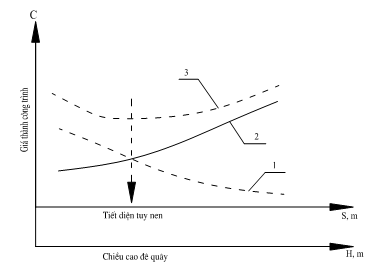 C
Giá thành công trình
3
2
1
Tiết diện tuy nen
S, m
Chiều cao đê quây
H, m